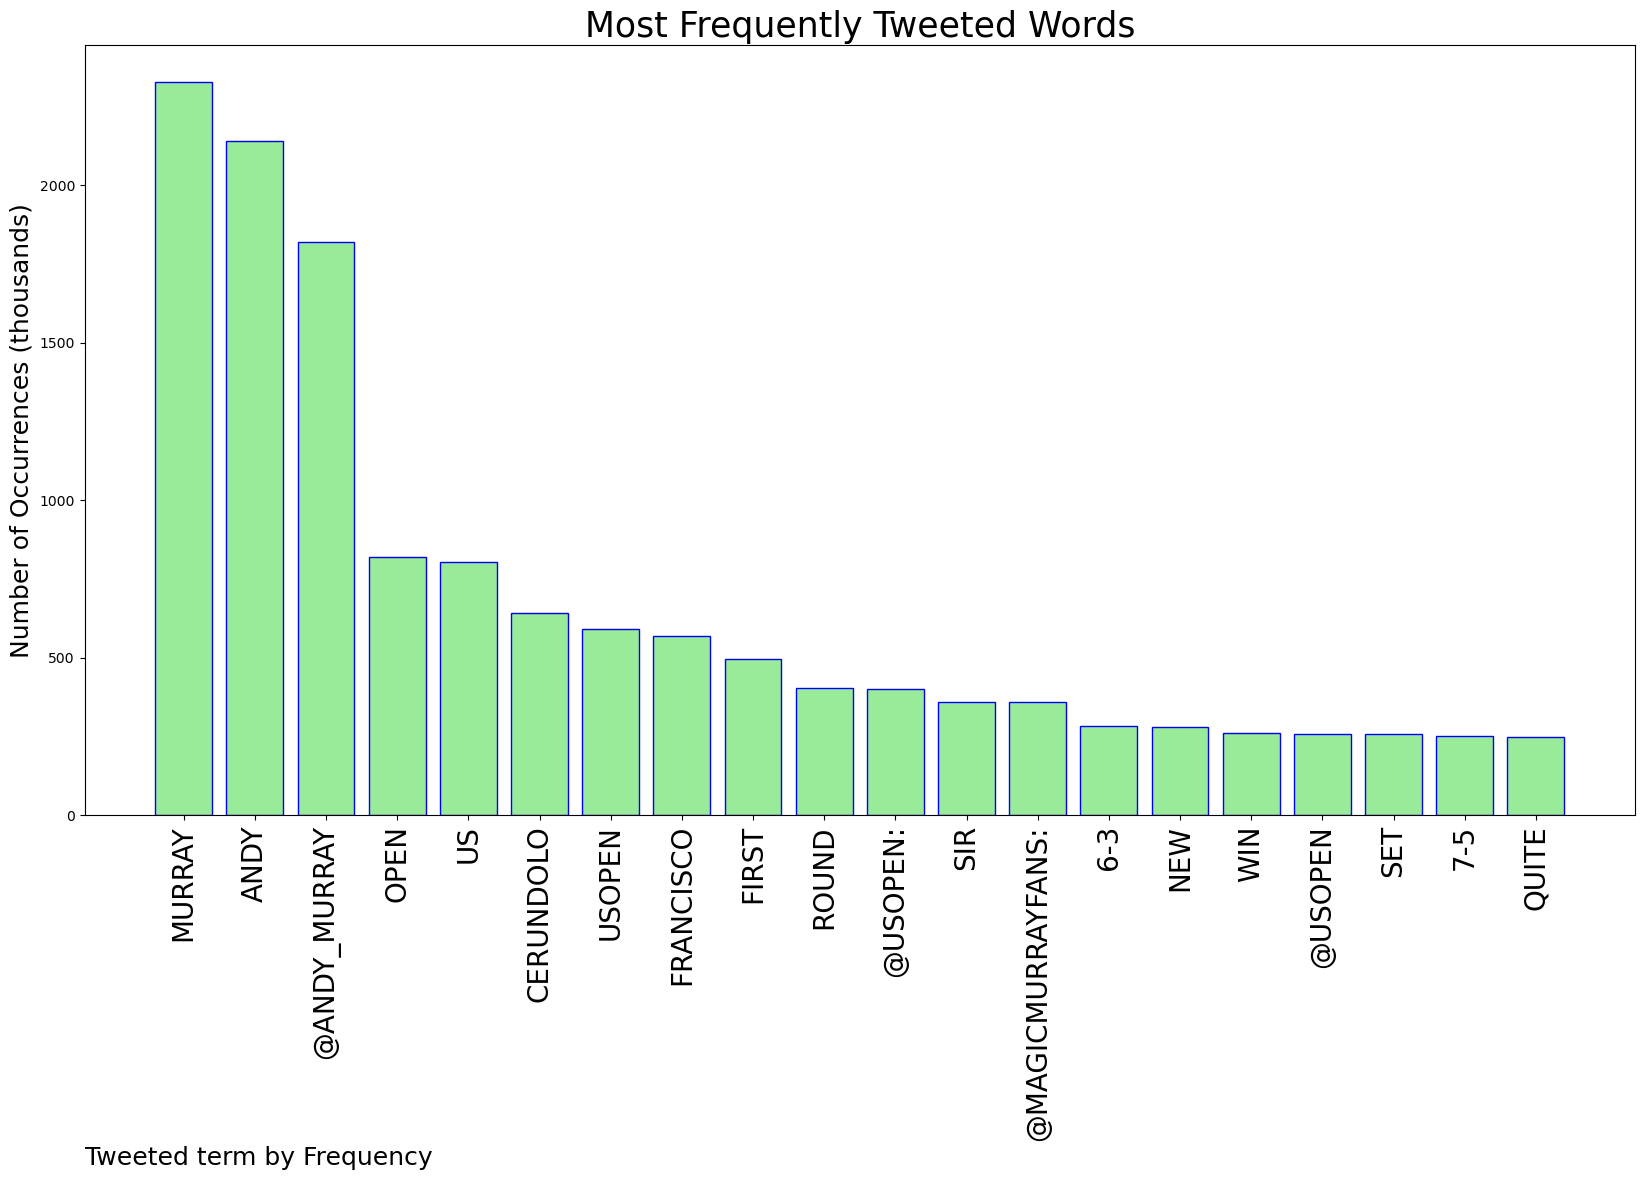 Most Frequently Tweeted Words
Number of Occurrences (thousands)
2000
1500
1000
500
0
MURRAY
ANDY
@ANDY_MURRAY
OPEN
US
CERUNDOLO
USOPEN
FRANCISCO
FIRST
ROUND
@USOPEN:
SIR
@MAGICMURRAYFANS:
6-3
NEW
WIN
@USOPEN
SET
7-5
QUITE
Tweeted term by Frequency